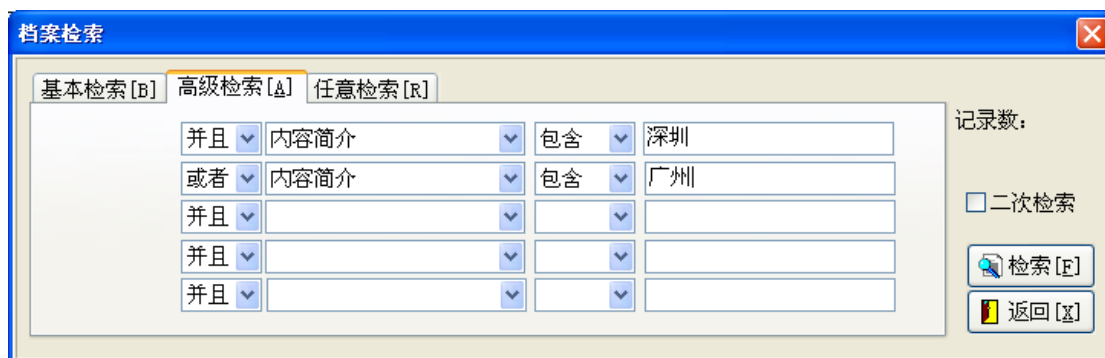 档案检索
基本检索[B] 高级检索[A] 任意检索[R]
记录数：
并且 内容简介 包含 深圳
或者 内容简介 包含 广州
并且
二次检索
并且
检索[F]
并且
返回[X]